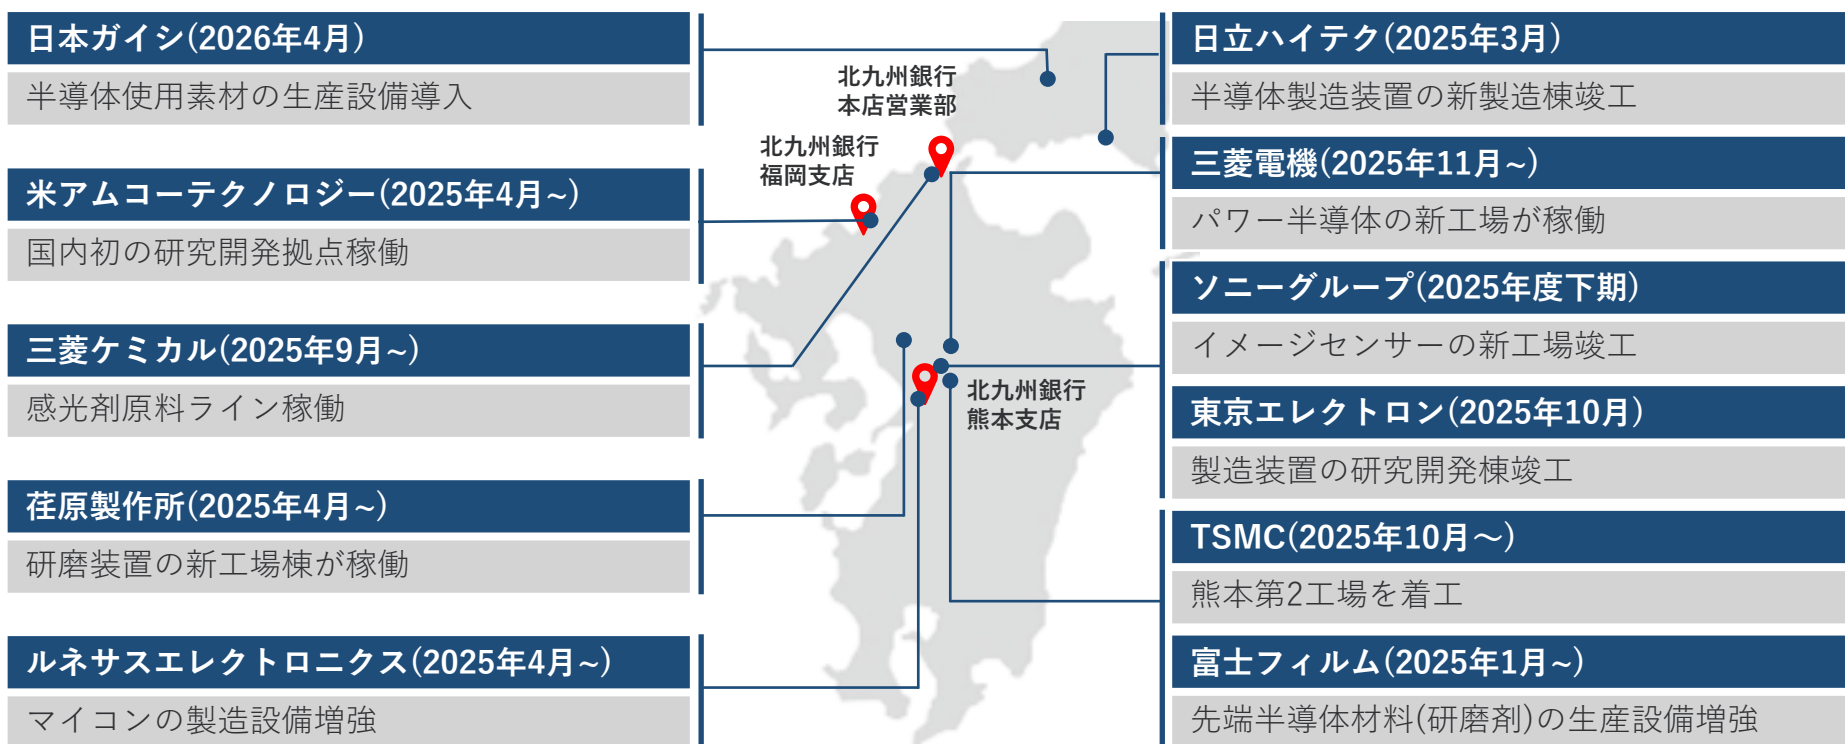 日本ガイシ(2026年4月)
半導体使用素材の生産設備導入
米アムコーテクノロジー(2025年4月~)
国内初の研究開発拠点稼働
三菱ケミカル(2025年9月~)
感光剤原料ライン稼働
荏原製作所(2025年4月~)
研磨装置の新工場棟が稼働
ルネサスエレクトロニクス(2025年4月~)
マイコンの製造設備増強
北九州銀行
本店営業部
北九州銀行
福岡支店
北九州銀行
熊本支店
日立ハイテク(2025年3月)
半導体製造装置の新製造棟竣工
三菱電機(2025年11月~)
パワー半導体の新工場が稼働
ソニーグループ(2025年度下期)
イメージセンサーの新工場竣工
東京エレクトロン(2025年10月)
製造装置の研究開発棟竣工
TSMC(2025年10月～)
熊本第2工場を着工
富士フィルム(2025年1月~)
先端半導体材料(研磨剤)の生産設備増強